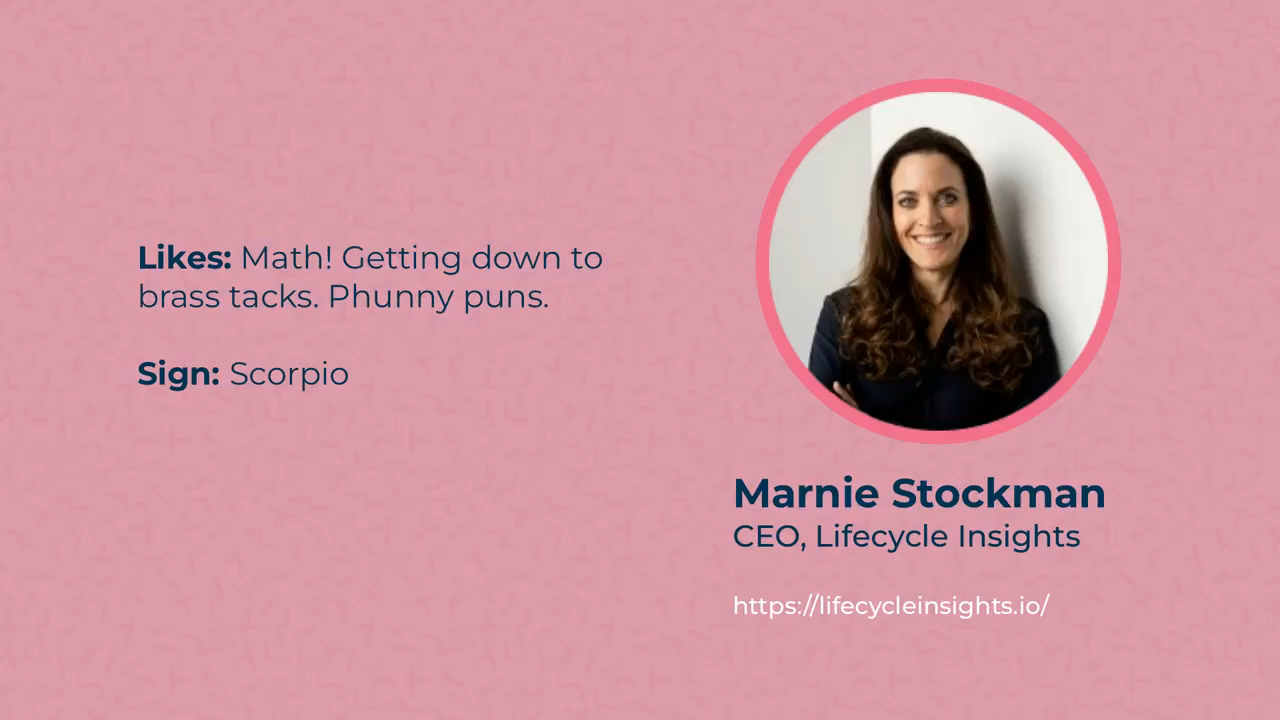 Likes: Math! Getting down to
brass tacks. Phunny puns.
Sign: Scorpio
Marnie Stockman
CEO, Lifecycle Insights
https://lifecycleinsights.io/